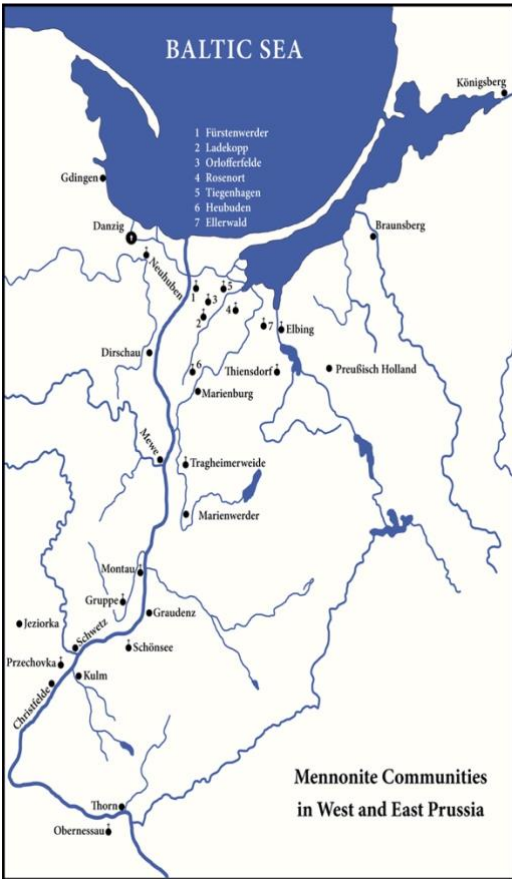 BALTIC SEA
Königsberg
1 Fürstenwerder
2 Ladekopp
3 Orlofferfelde
4 Rosenort
5 Tiegenhagen
6 Heubuden
7 Ellerwald
Gdingen
Danzig
Braunsberg
Neuhuben
1
2
3
4
5
7
Elbing
Dirschau
6
Thiensdorf
Preußisch Holland
Marienburg
Mewe
Tragheimerweide
Marienwerder
Montau
Gruppe
Graudenz
Jeziorka
Schwetz
Schönsee
Przechovka
Kulm
Christfelde
Mennonite Communities
in West and East Prussia
Thorn
Obernessau